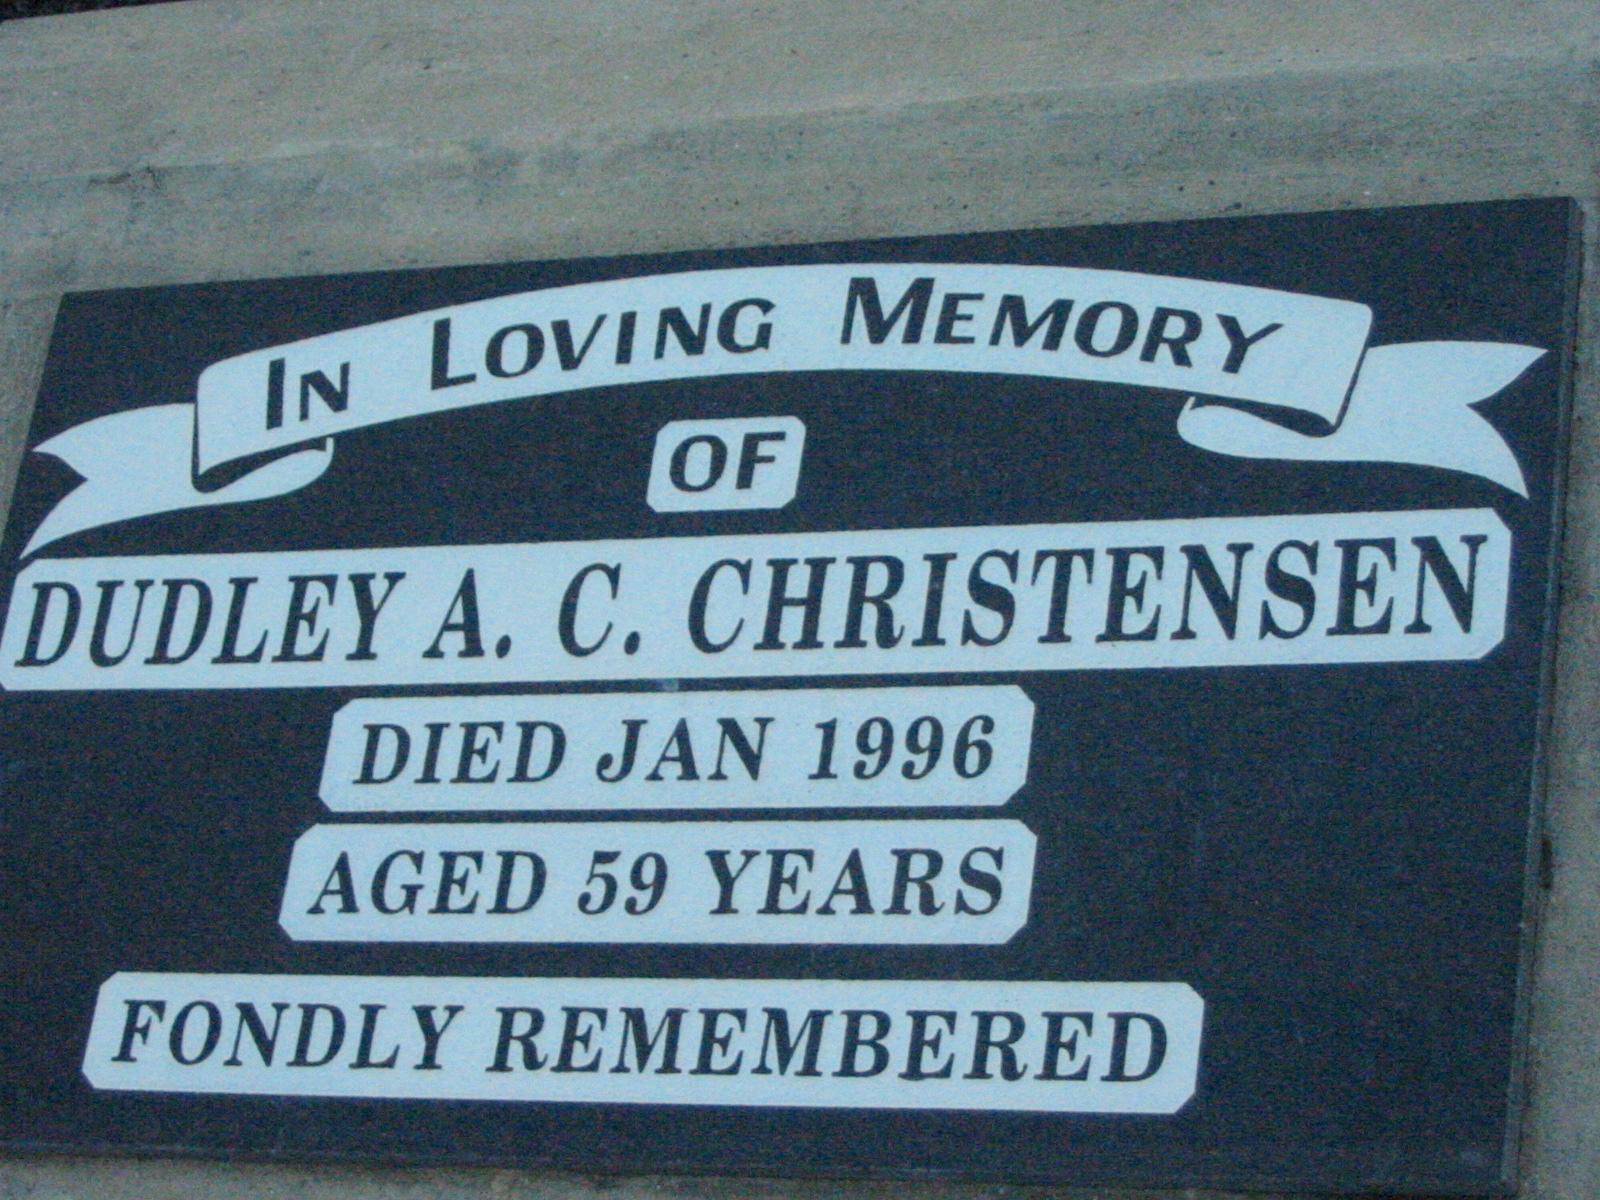 In Loving Memory
OF
DUDLEY A. C. CHRISTENSEN
DIED JAN 1996
AGED 59 YEARS
FONDLY REMEMBERED